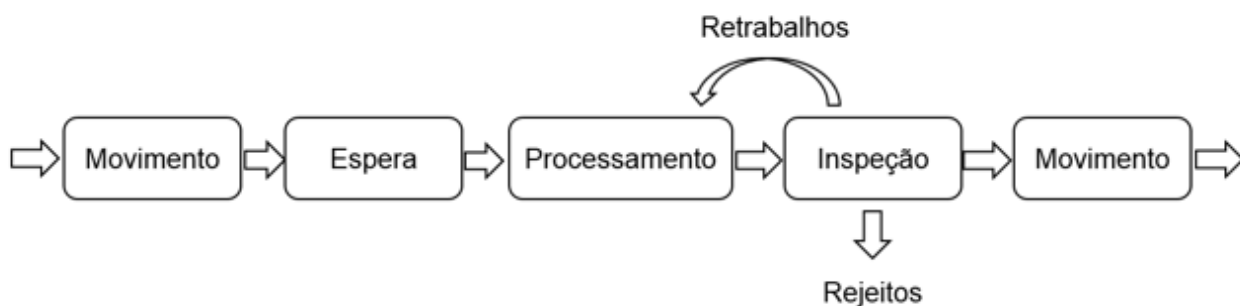 Retrabalhos
Movimento Espera Processamento Inspeção Movimento
Rejeitos